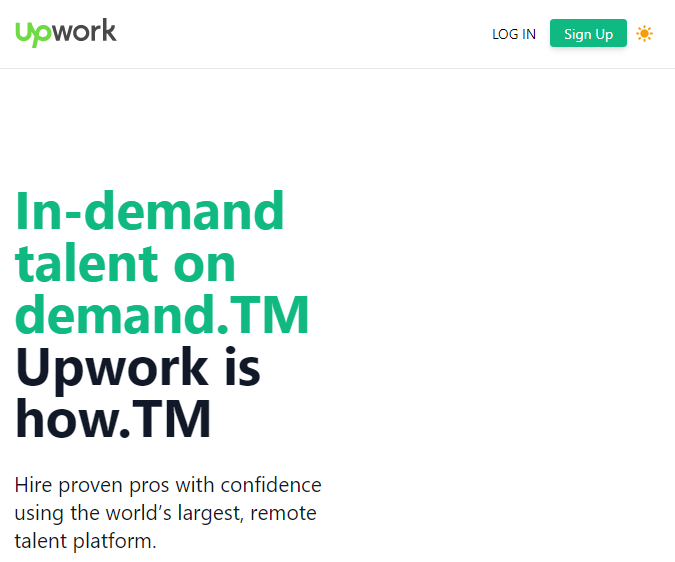 upwork
LOG IN
Sign Up
In-demand
talent on
demand.TM
Upwork is
how.TM
Hire proven pros with confidence
using the world’s largest, remote
talent platform.